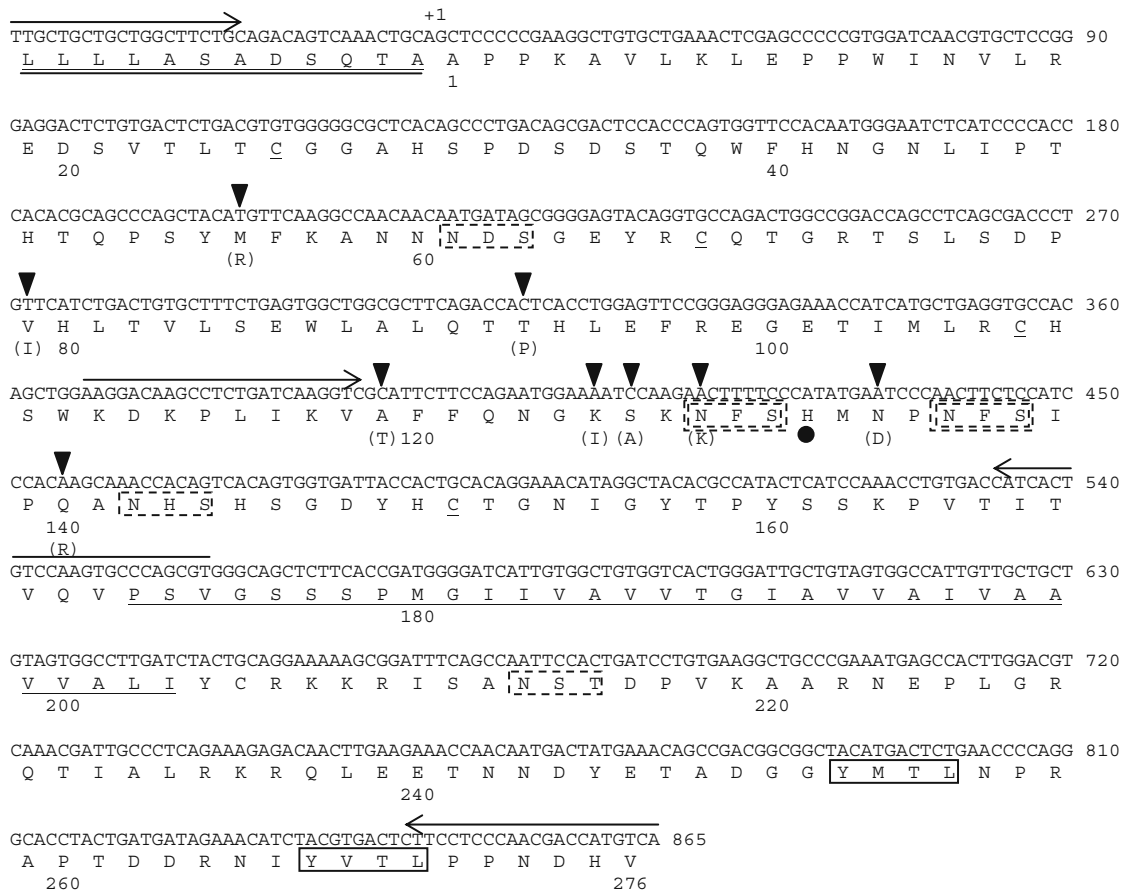 +1
TTGCTGCTGCTGGCTTCTGCAGACAGTCAAACTGCAGCTCCCCCGAAGGCTGTGCTGAAACTCGAGCCCCCGTGGATCAACGTGCTCCGG 90
L L L L A S A D S Q T A A P P K A V L K L E P P W I N V L R
1
GAGGACTCTGTGACTCTGACGTGTGGGGGCGCTCACAGCCCTGACAGCGACTCCACCCAGTGGTTCCACAATGGGAATCTCATCCCCACC 180
E D S V T L T C G G A H S P D S D S T Q W F H N G N L I P T
20 40
CACACGCAGCCCAGCTACATGTTCAAGGCCAACAACAATGATAGCGGGGAGTACAGGTGCCAGACTGGCCGGACCAGCCTCAGCGACCCT 270
H T Q P S Y M F K A N N N D S G E Y R C Q T G R T S L S D P
(R) 60
GTTCATCTGACTGTGCTTTCTGAGTGGCTGGCGCTTCAGACCACTCACCTGGAGTTCCGGGAGGGAGAAACCATCATGCTGAGGTGCCAC 360
V H L T V L S E W L A L Q T T H L E F R E G E T I M L R C H
(I) 80 (P) 100
AGCTGGAAGGACAAGCCTCTGATCAAGGTCGCATTCTTCCAGAATGGAAAATCCAAGAACTTTTCCCATATGAATCCCAACTTCTCCATC 450
S W K D K P L I K V A F F Q N G K S K N F S H M N P N F S I
(T) 120 (I) (A) (K) (D)
CCACAAGCAAACCACAGTCACAGTGGTGATTACCACTGCACAGGAAACATAGGCTACACGCCATACTCATCCAAACCTGTGACCATCACT 540
P Q A N H S H S G D Y H C T G N I G Y T P Y S S K P V T I T
140 160
(R)
GTCCAAGTGCCCAGCGTGGGCAGCTCTTCACCGATGGGGATCATTGTGGCTGTGGTCACTGGGATTGCTGTAGTGGCCATTGTTGCTGCT 630
V Q V P S V G S S S P M G I I V A V V T G I A V V A I V A A
180
GTAGTGGCCTTGATCTACTGCAGGAAAAAGCGGATTTCAGCCAATTCCACTGATCCTGTGAAGGCTGCCCGAAATGAGCCACTTGGACGT 720
V V A L I Y C R K K R I S A N S T D P V K A A R N E P L G R
200 220
CAAACGATTGCCCTCAGAAAGAGACAACTTGAAGAAACCAACAATGACTATGAAACAGCCGACGGCGGCTACATGACTCTGAACCCCAGG 810
Q T I A L R K R Q L E E T N N D Y E T A D G G Y M T L N P R
240
GCACCTACTGATGATAGAAACATCTACGTGACTCTTCCTCCCAACGACCATGTCA 865
A P T D D R N I Y V T L P P N D H V
260 276